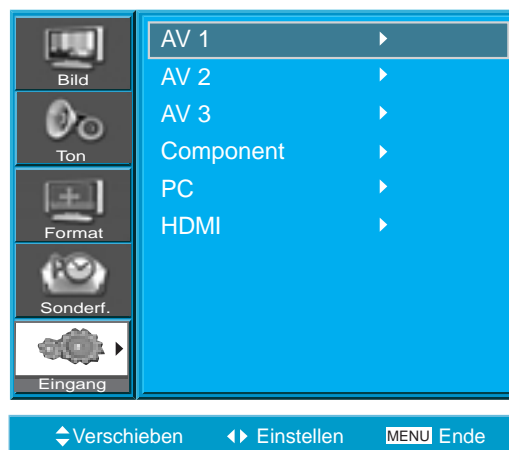 Bild
Ton
Format
Sonderf.
Eingang
AV 1
AV 2
AV 3
Component
PC
HDMI
Verschieben Einstellen MENU Ende